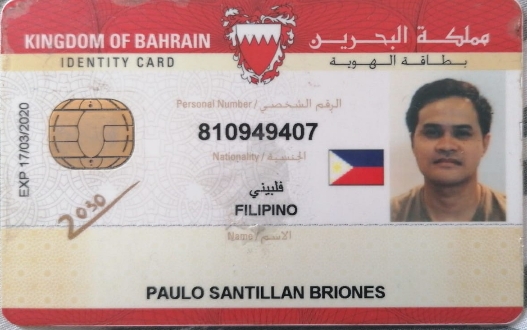 KINGDOM OF BAHRAIN مملكة البحرين
IDENTITY CARD بطاقة الهوية
Personal Number / الرقم الشخصي
810949407
Nationality / الجنسية
فلبيني
FILIPINO
Name / الاسم
PAULO SANTILLAN BRIONES
EXP 17/03/2020
2030